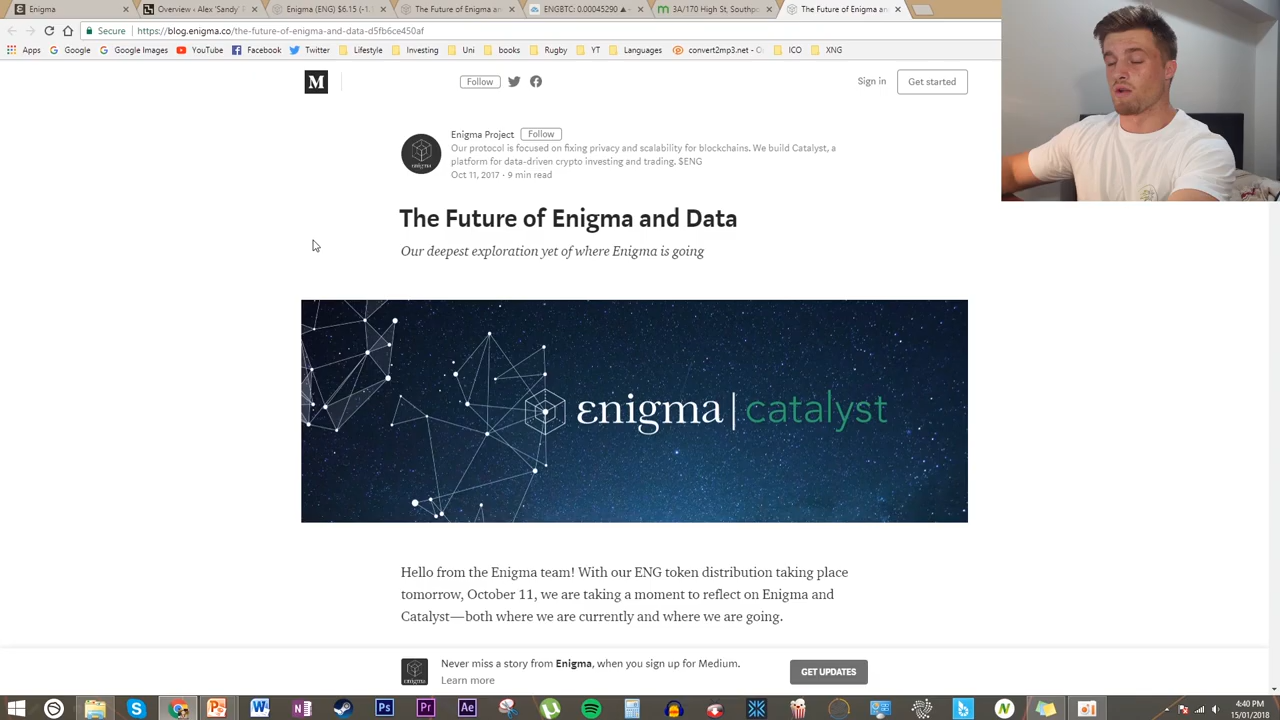 Enigma
Overview ‹ Alex 'Sandy' R
Enigma (ENG) $6.15 (-1
The Future of Enigma an
ENGBTC: 0.00045290 ▲
3A/170 High St, Southpo
The Future of Enigma an
Secure
https://blog.enigma.co/the-future-of-enigma-and-data-d5fb6ce450af
Apps
Google
Google Images
YouTube
Facebook
Twitter
Lifestyle
Investing
Uni
books
Rugby
YT
Languages
convert2mp3.net - O
ICO
XNG
M
Follow
Sign in
Get started
Enigma Project
Follow
Our protocol is focused on fixing privacy and scalability for blockchains. We build Catalyst, a
platform for data-driven crypto investing and trading. $ENG
Oct 11, 2017 · 9 min read
The Future of Enigma and Data
Our deepest exploration yet of where Enigma is going
εnigma | catalyst
Hello from the Enigma team! With our ENG token distribution taking place
tomorrow, October 11, we are taking a moment to reflect on Enigma and
Catalyst—both where we are currently and where we are going.
Never miss a story from Enigma, when you sign up for Medium.
Learn more
GET UPDATES
4:40 PM
15/01/2018